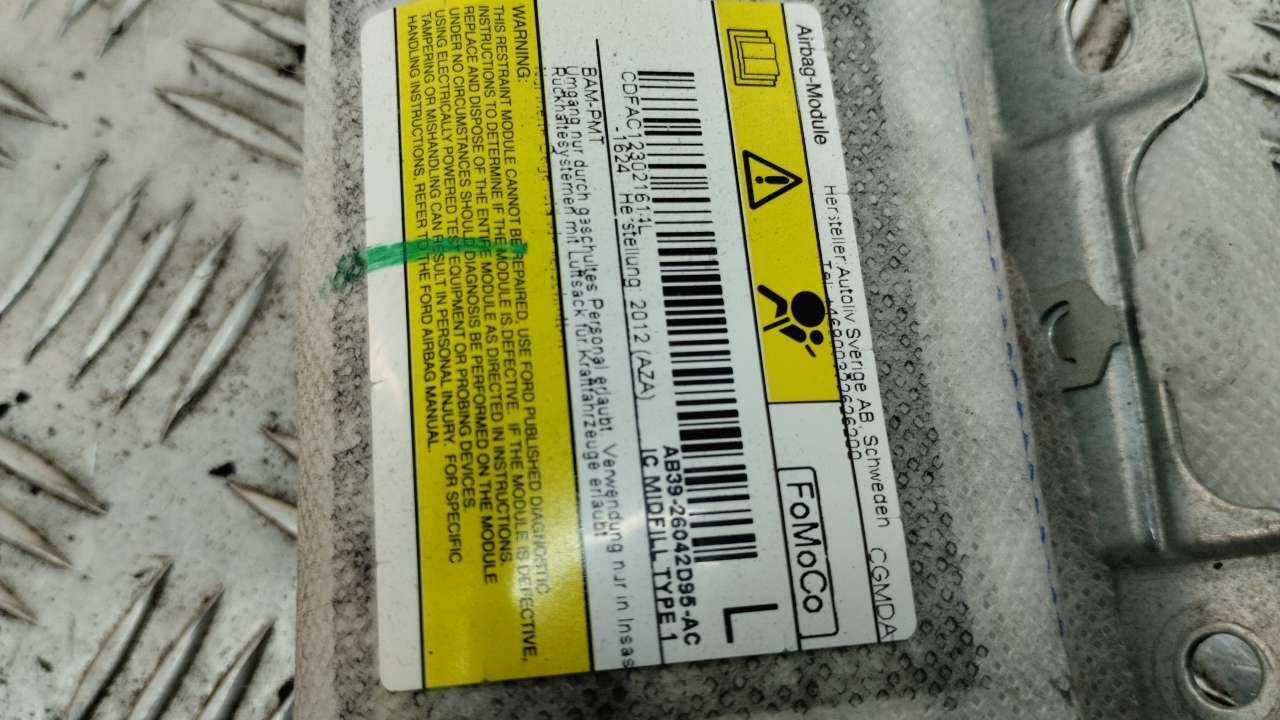 Airbag-Module
Hersteller:Autoliv Sverige AB, Schweden CGMDA
FoMoCo
L
CDFAC1230216
-1624 Herstellung: 2012 (AZA)
AB39-26042D95-AC
IC MIDFILL TYPE 1
BAM-PMT
Umgang nur durch geschultes Personal erlaubt. Verwendung nur in Insas
Rückhaltesystemen mit Luftsack für Kraftfahrzeuge erlaubt
WARNING:
THIS RESTRAINT MODULE CANNOT BE REPAIRED, USE FORD PUBLISHED DIAGNOSTIC
INSTRUCTIONS TO DETERMINE IF THE MODULE IS DEFECTIVE. IF THE MODULE IS DEFECTIVE,
REPLACE AND DISPOSE OF THE ENTIRE MODULE AS DIRECTED IN INSTRUCTIONS.
UNDER NO CIRCUMSTANCES SHOULD DIAGNOSIS BE PERFORMED ON THE MODULE
USING ELECTRICALLY POWERED TEST EQUIPMENT OR PROBING DEVICES.
TAMPERING OR MISHANDLING CAN RESULT IN PERSONAL INJURY. FOR SPECIFIC
HANDLING INSTRUCTIONS, REFER TO THE FORD AIRBAG MANUAL.